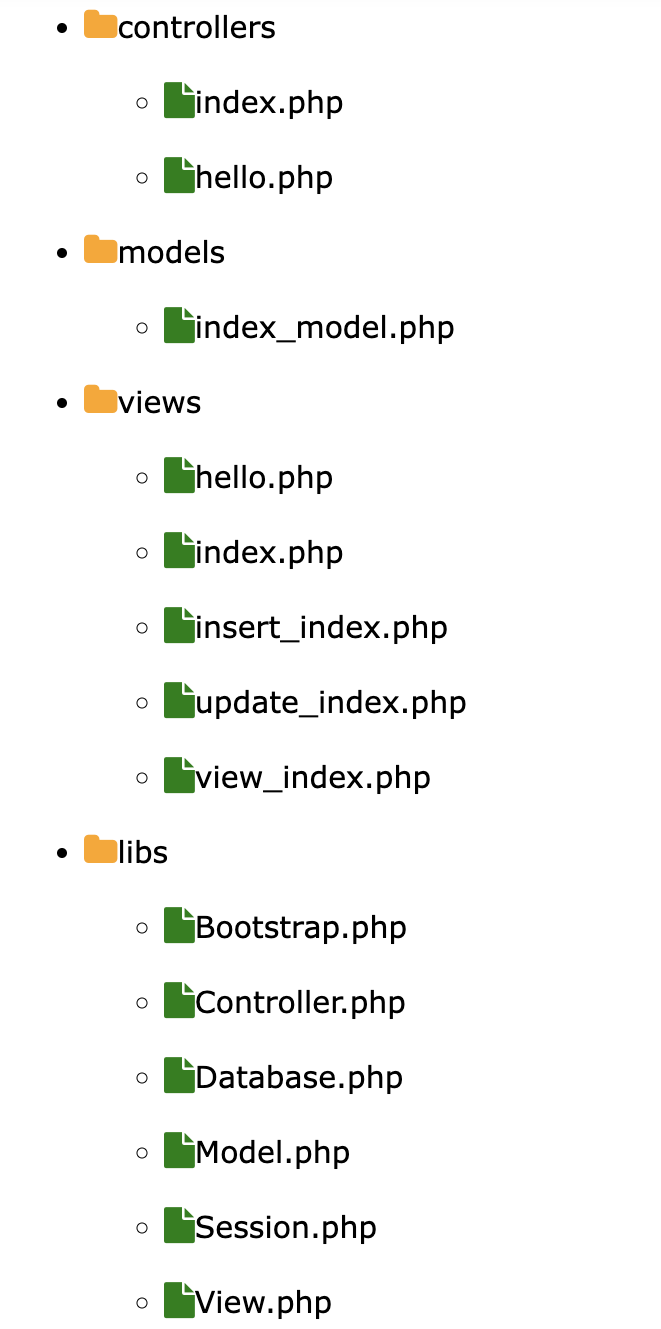 controllers
index.php
hello.php
models
index_model.php
views
hello.php
index.php
insert_index.php
update_index.php
view_index.php
libs
Bootstrap.php
Controller.php
Database.php
Model.php
Session.php
View.php